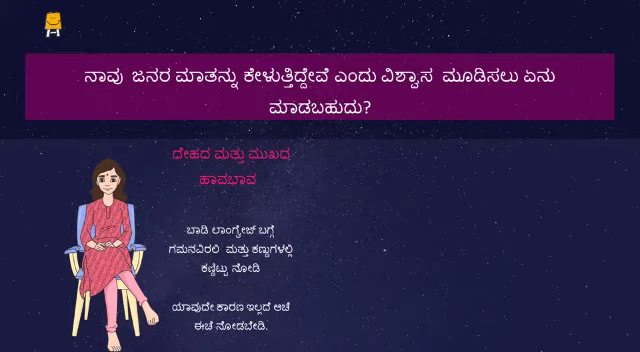 ನಾವು ಜನರ ಮಾತನ್ನು ಕೇಳುತ್ತಿದ್ದೇವೆ ಎಂದು ವಿಶ್ವಾಸ ಮೂಡಿಸಲು ಏನು
ಮಾಡಬಹುದು?
ದೇಹದ ಮತ್ತು ಮುಖದ
ಹಾವಭಾವ
ಬಾಡಿ ಲಾಂಗ್ವೇಜ್ ಬಗ್ಗೆ
ಗಮನವಿರಲಿ ಮತ್ತು ಕಣ್ಣುಗಳಲ್ಲಿ
ಕಣ್ಣಿಟ್ಟು ನೋಡಿ
ಯಾವುದೇ ಕಾರಣ ಇಲ್ಲದೆ ಆಚೆ
ಈಚೆ ನೋಡಬೇಡಿ.